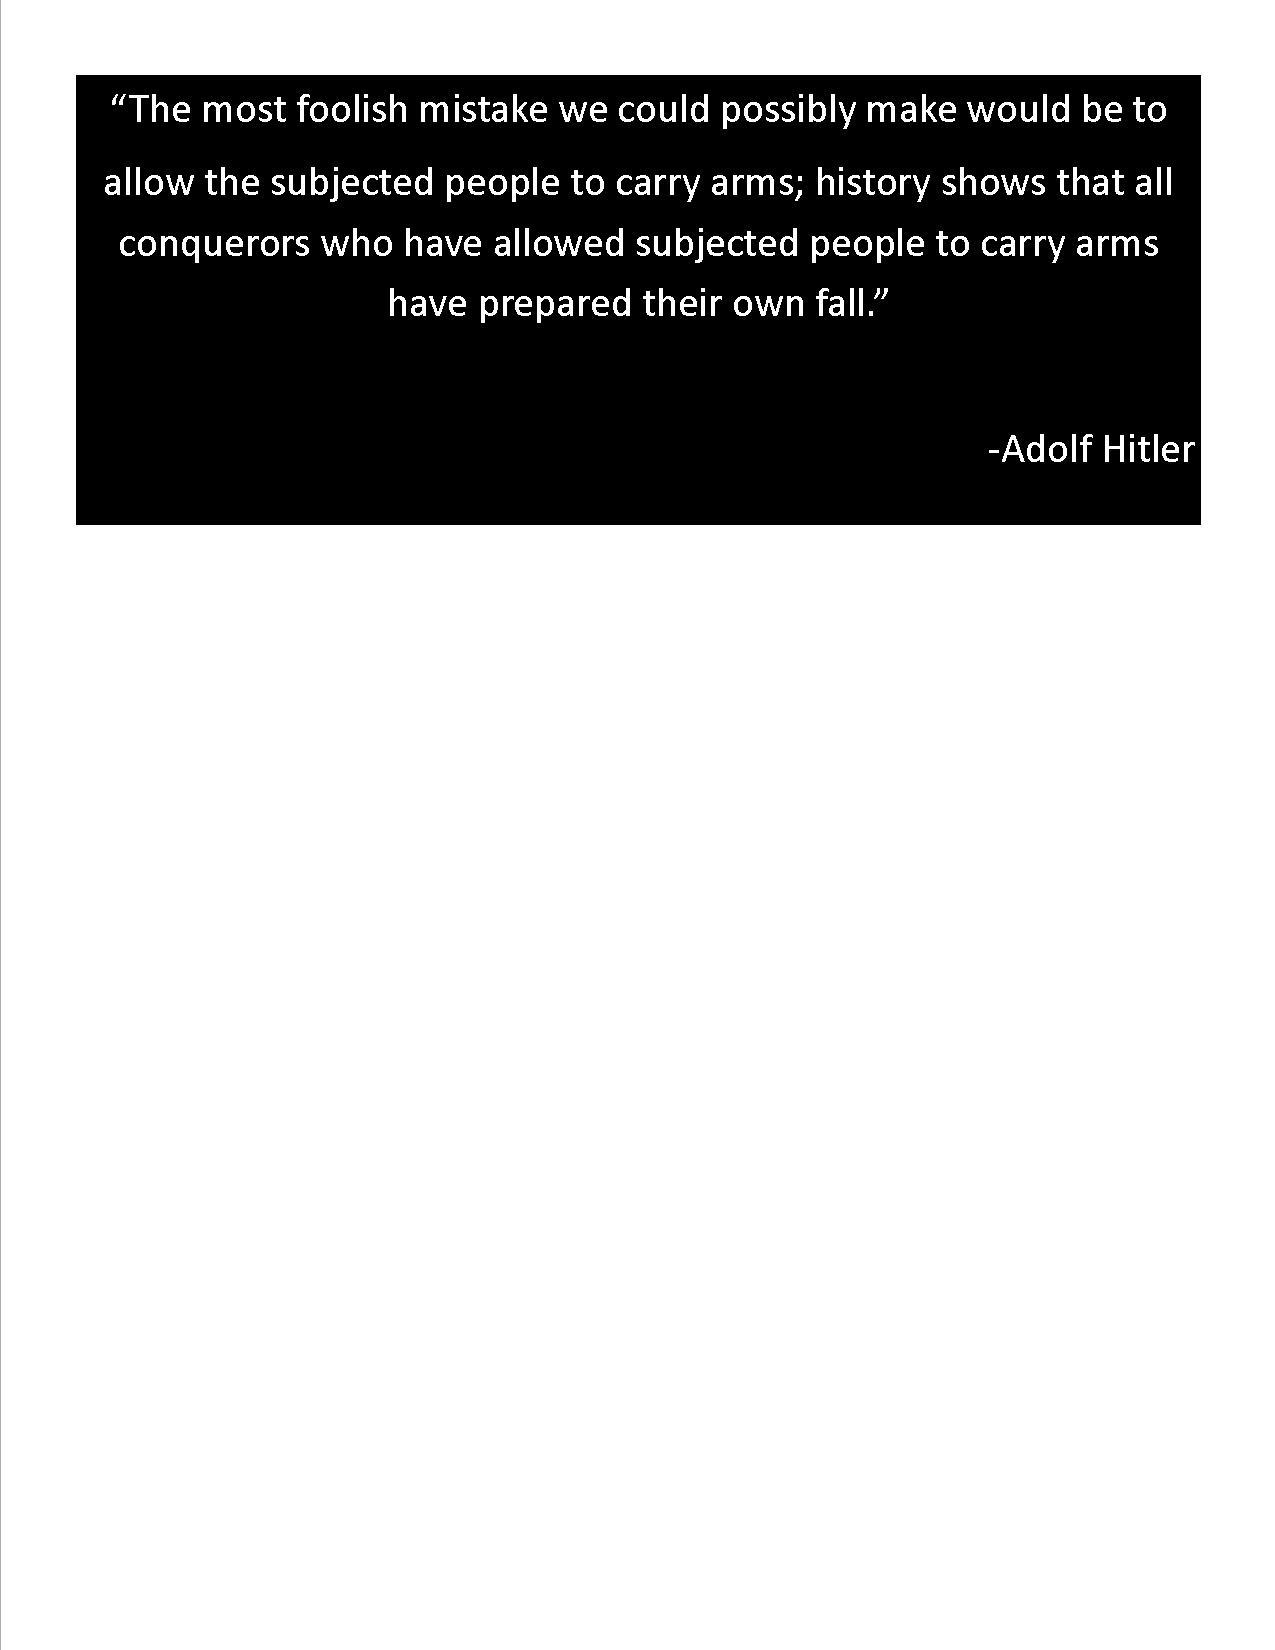 “The most foolish mistake we could possibly make would be to
allow the subjected people to carry arms; history shows that all
conquerors who have allowed subjected people to carry arms
have prepared their own fall.”
-Adolf Hitler